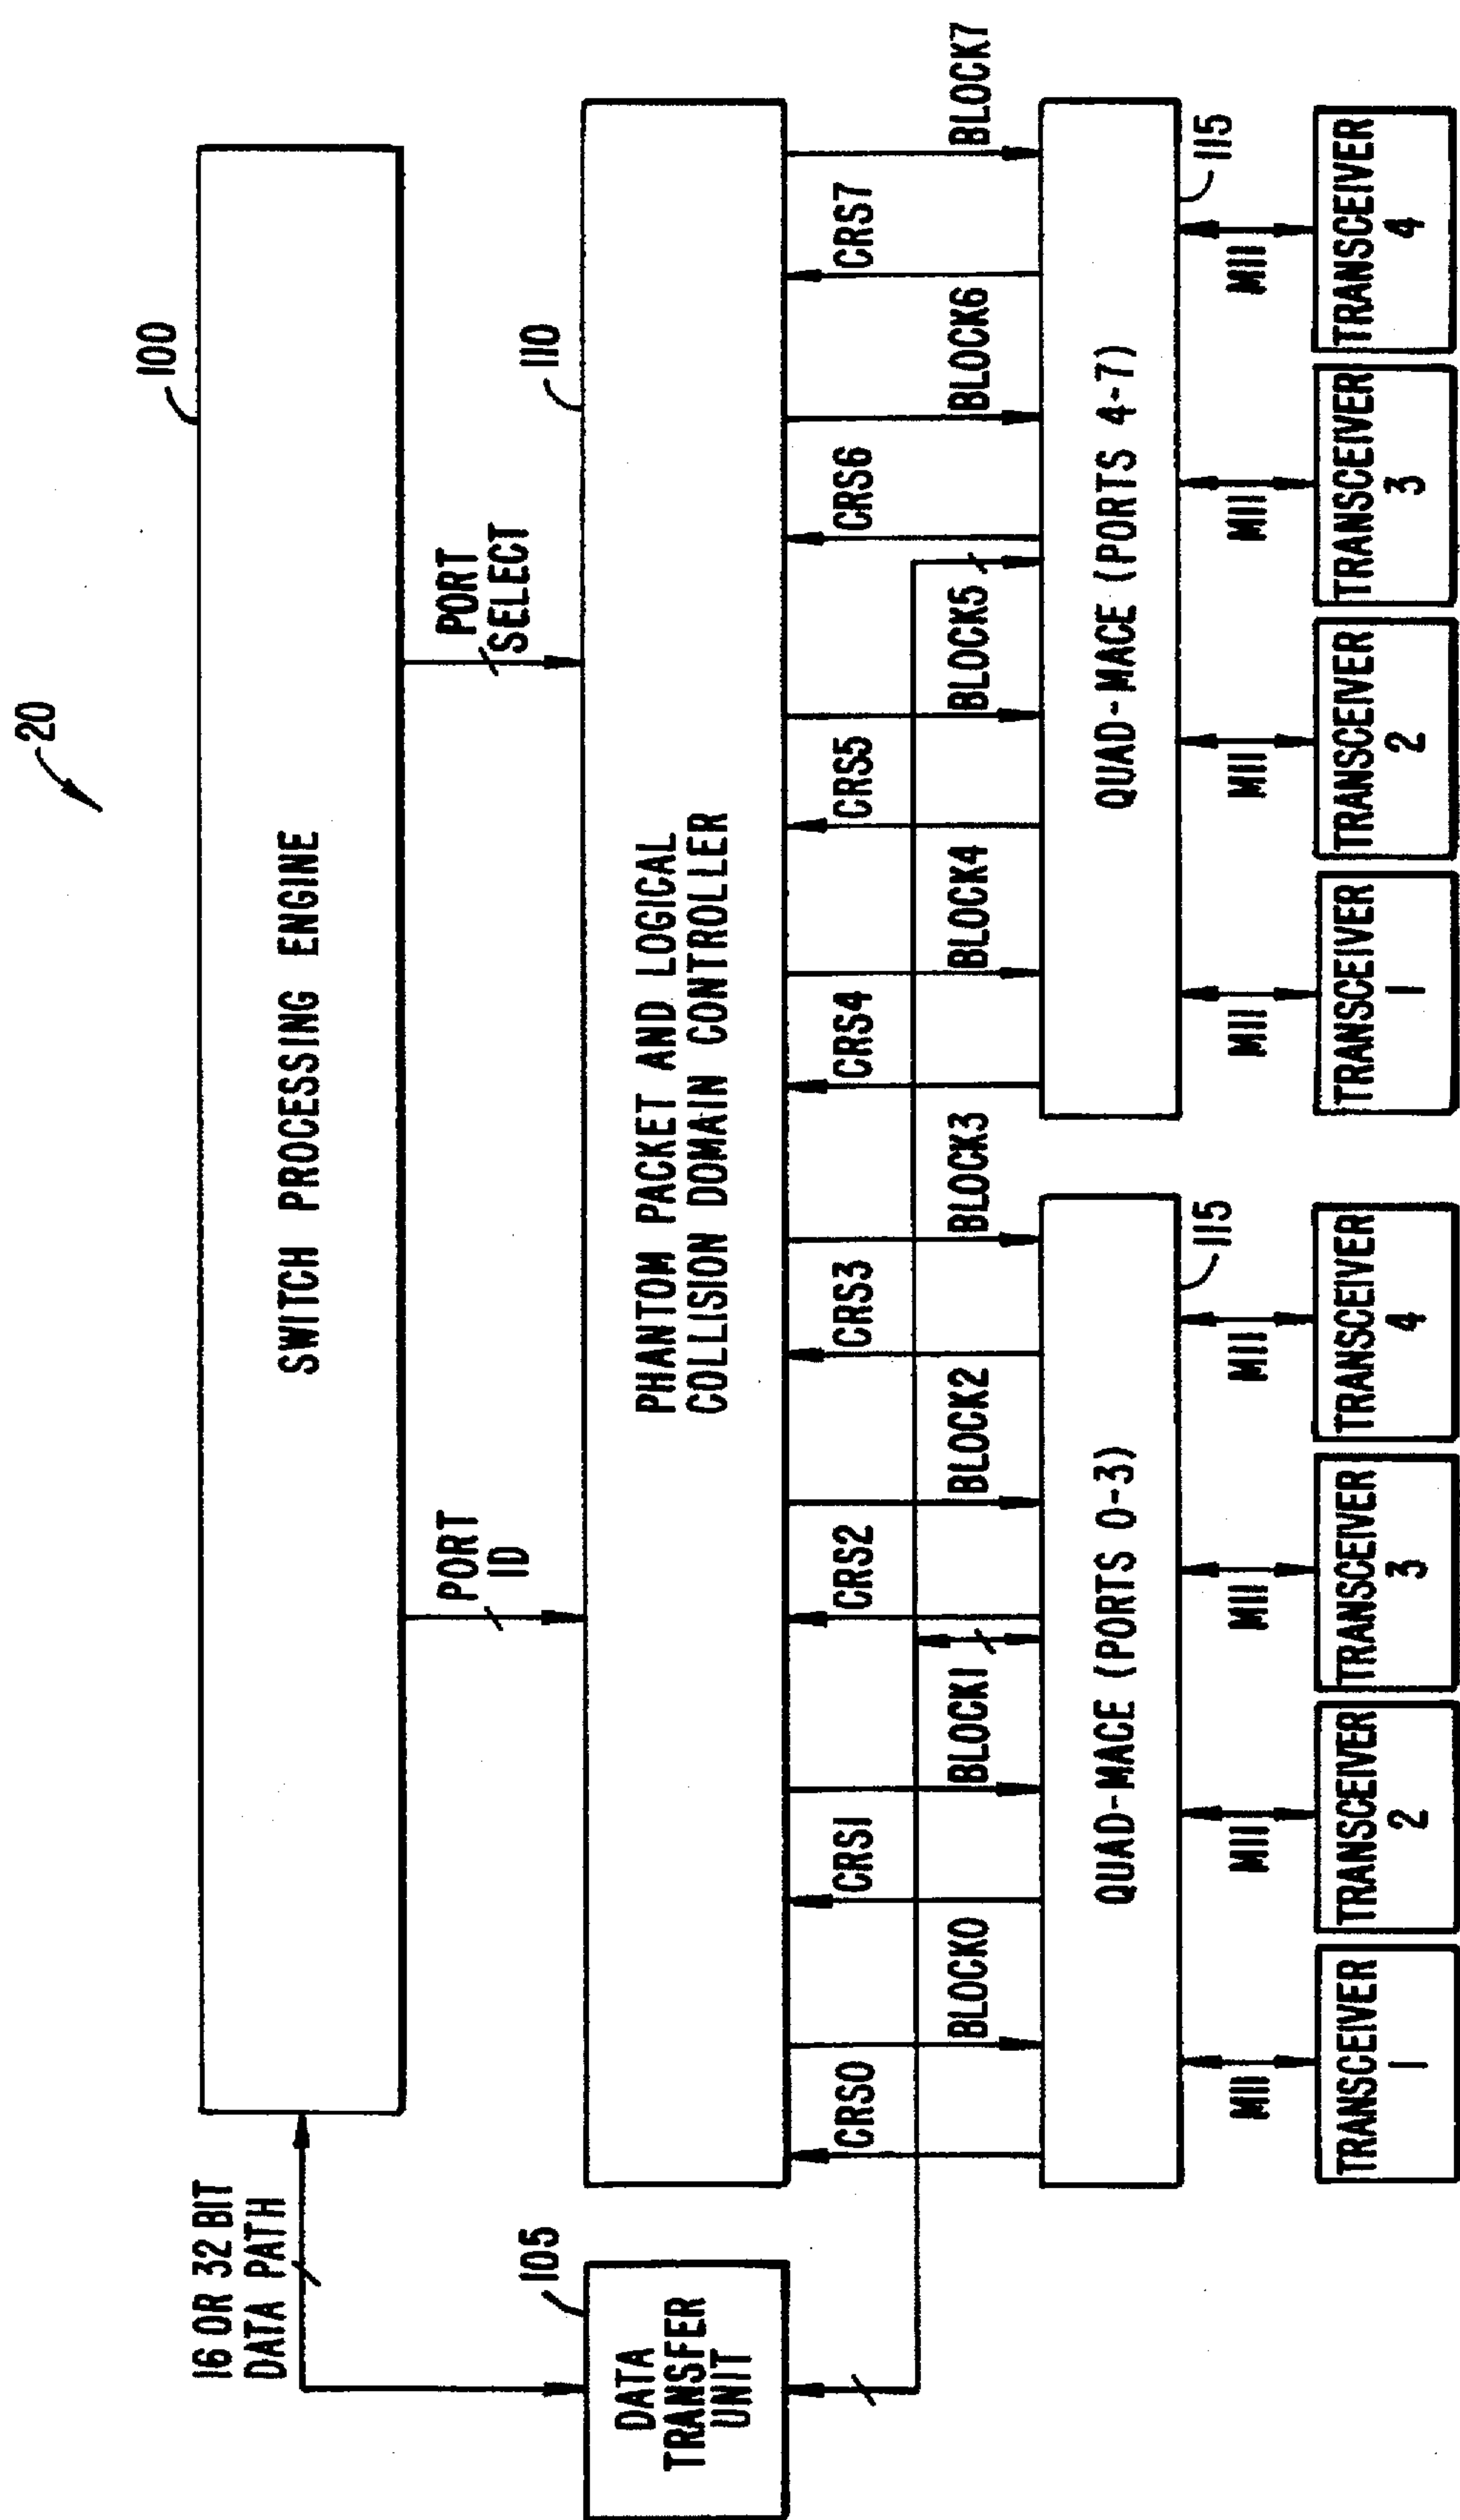 20
100
SWITCH PROCESSING ENGINE
16 OR 32 BIT
DATA PATH
PORT
ID
PORT
SELECT
105
110
DATA
TRANSFER
UNIT
PHANTOM PACKET AND LOGICAL
COLLISION DOMAIN CONTROLLER
CRS0
CRS1
CRS2
CRS3
CRS4
CRS5
CRS6
CRS7
BLOCK0
BLOCK1
BLOCK2
BLOCK3
BLOCK4
BLOCK5
BLOCK6
BLOCK7
QUAD-MACE (PORTS 0-3)
QUAD-MACE (PORTS 4-7)
115
115
MII
MII
MII
MII
MII
MII
MII
MII
TRANSCEIVER
1
TRANSCEIVER
2
TRANSCEIVER
3
TRANSCEIVER
4
TRANSCEIVER
1
TRANSCEIVER
2
TRANSCEIVER
3
TRANSCEIVER
4